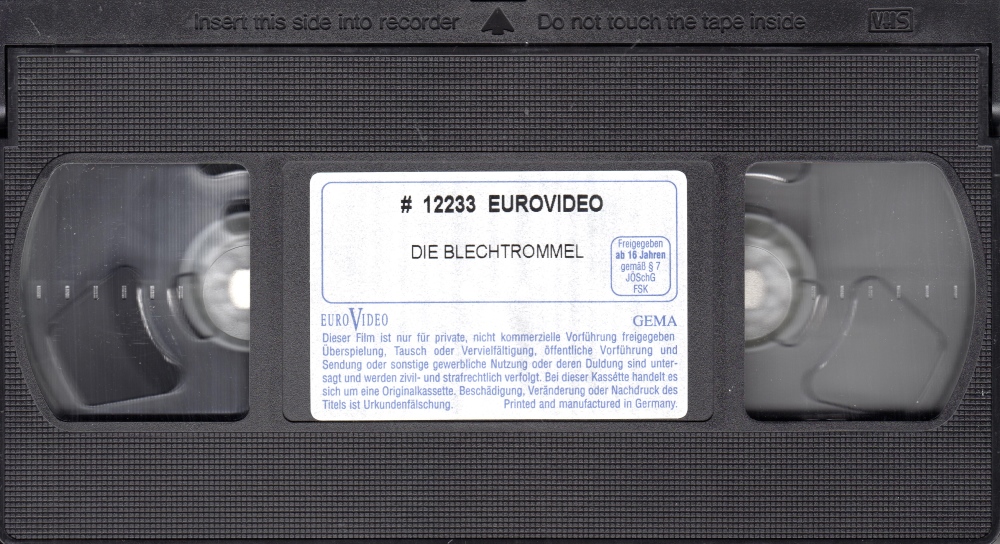 Insert this side into recorder Do not touch the tape inside VHS
# 12233 EUROVIDEO
DIE BLECHTROMMEL
Freigegeben
ab 16 Jahren
gemäß § 7
JÖSchG
FSK
EUROVIDEO GEMA
Dieser Film ist nur für private, nicht kommerzielle Vorführung freigegeben
Überspielung, Tausch oder Vervielfältigung, öffentliche Vorführung und
Sendung oder sonstige gewerbliche Nutzung oder deren Duldung sind unter-
sagt und werden zivil- und strafrechtlich verfolgt. Bei dieser Kassette handelt es
sich um eine Originalkassette. Beschädigung, Veränderung oder Nachdruck des
Titels ist Urkundenfälschung. Printed and manufactured in Germany.